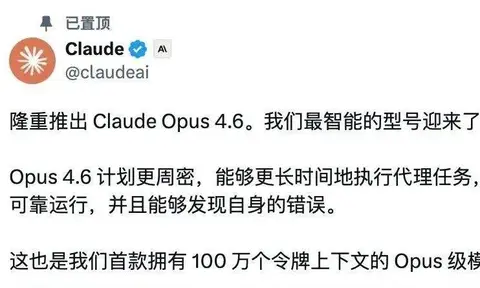 已置顶
Claude
@claudeai
隆重推出 Claude Opus 4.6。我们最智能的型号迎来了
Opus 4.6 计划更周密，能够更长时间地执行代理任务，
可靠运行，并且能够发现自身的错误。
这也是我们首款拥有 100 万个令牌上下文的 Opus 级